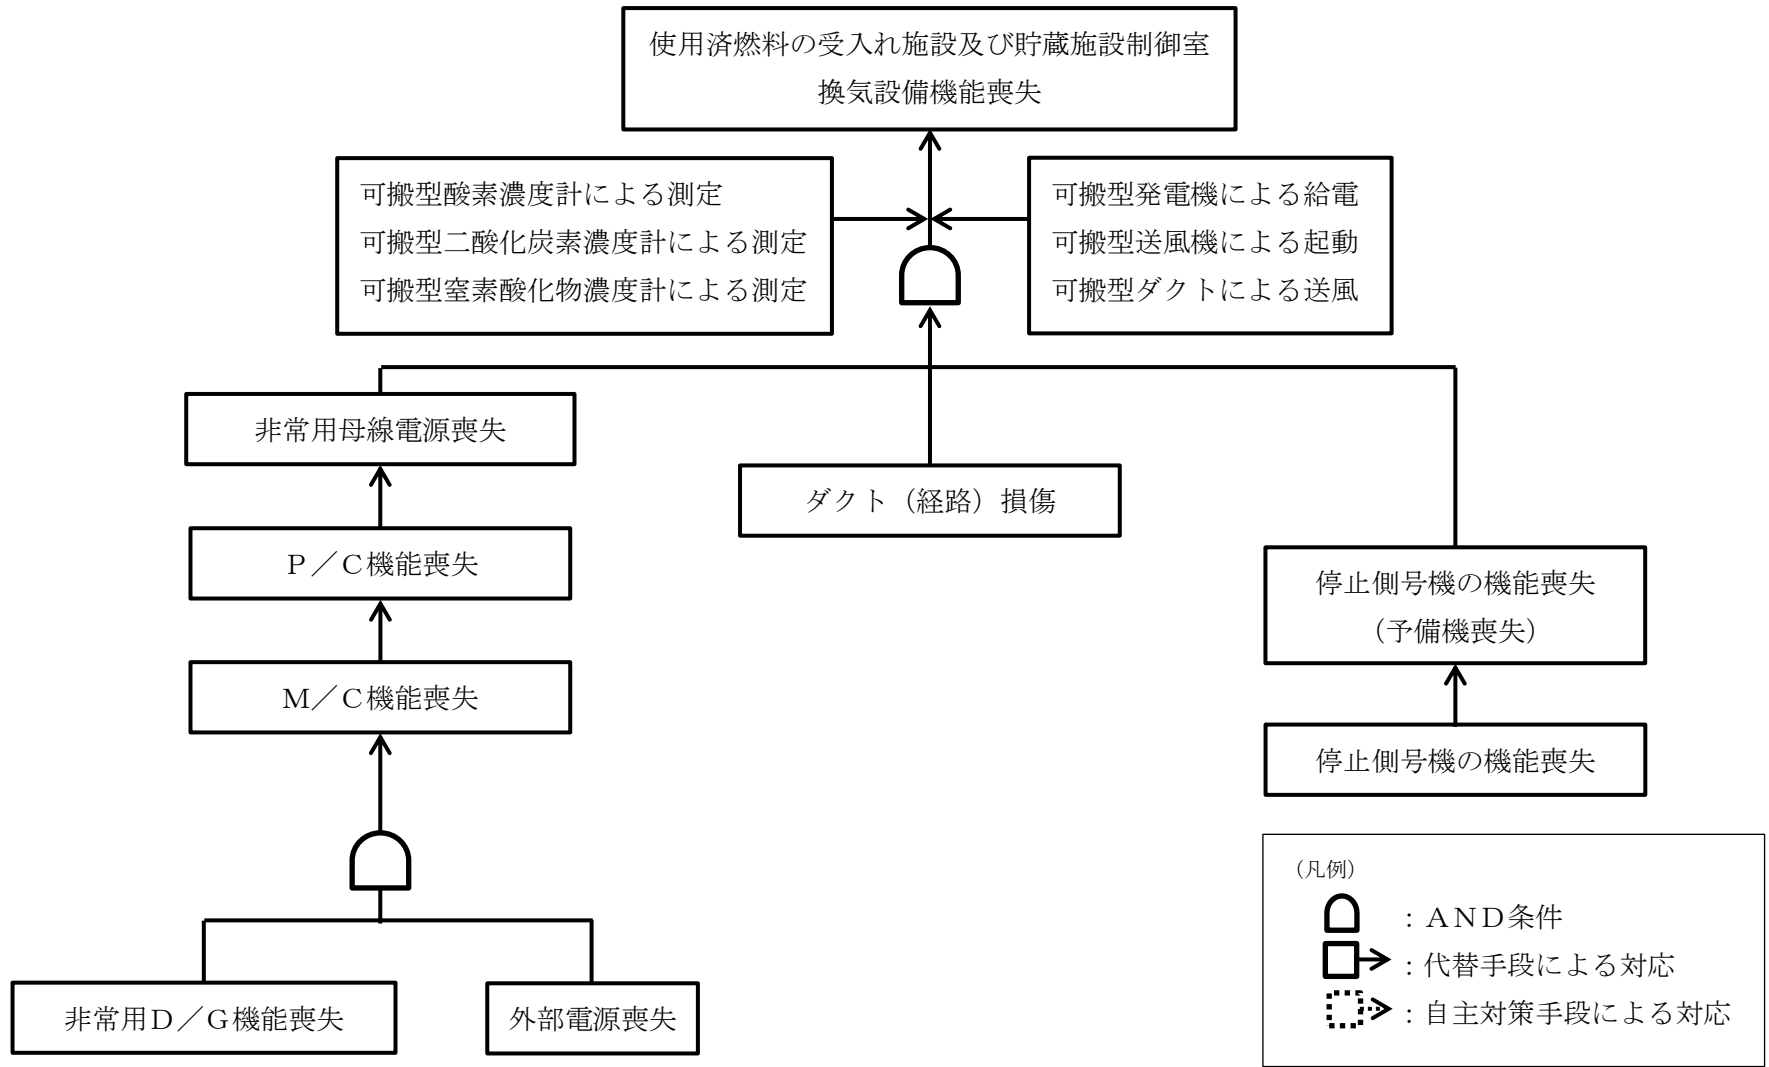 使用済燃料の受入れ施設及び貯蔵施設制御室
換気設備機能喪失
可搬型酸素濃度計による測定
可搬型二酸化炭素濃度計による測定
可搬型窒素酸化物濃度計による測定
可搬型発電機による給電
可搬型送風機による起動
可搬型ダクトによる送風
非常用母線電源喪失
ダクト（経路）損傷
Ｐ／Ｃ機能喪失
停止側号機の機能喪失
（予備機喪失）
Ｍ／Ｃ機能喪失
停止側号機の機能喪失
非常用Ｄ／Ｇ機能喪失
外部電源喪失
（凡例）
：ＡＮＤ条件
：代替手段による対応
：自主対策手段による対応